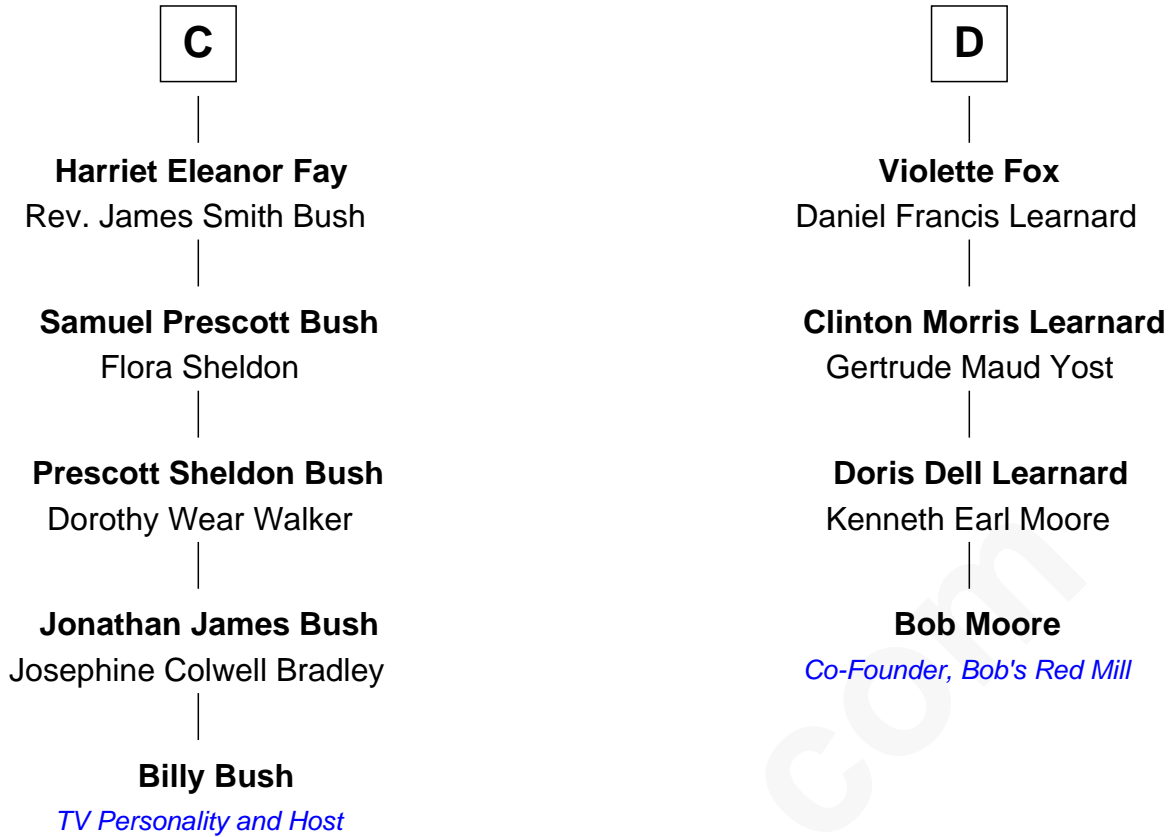 C
Harriet Eleanor Fay
Rev. James Smith Bush
Samuel Prescott Bush
Flora Sheldon
Prescott Sheldon Bush
Dorothy Wear Walker
Jonathan James Bush
Josephine Colwell Bradley
Billy Bush
TV Personality and Host
D
Violette Fox
Daniel Francis Learnard
Clinton Morris Learnard
Gertrude Maud Yost
Doris Dell Learnard
Kenneth Earl Moore
Bob Moore
Co-Founder, Bob's Red Mill
com